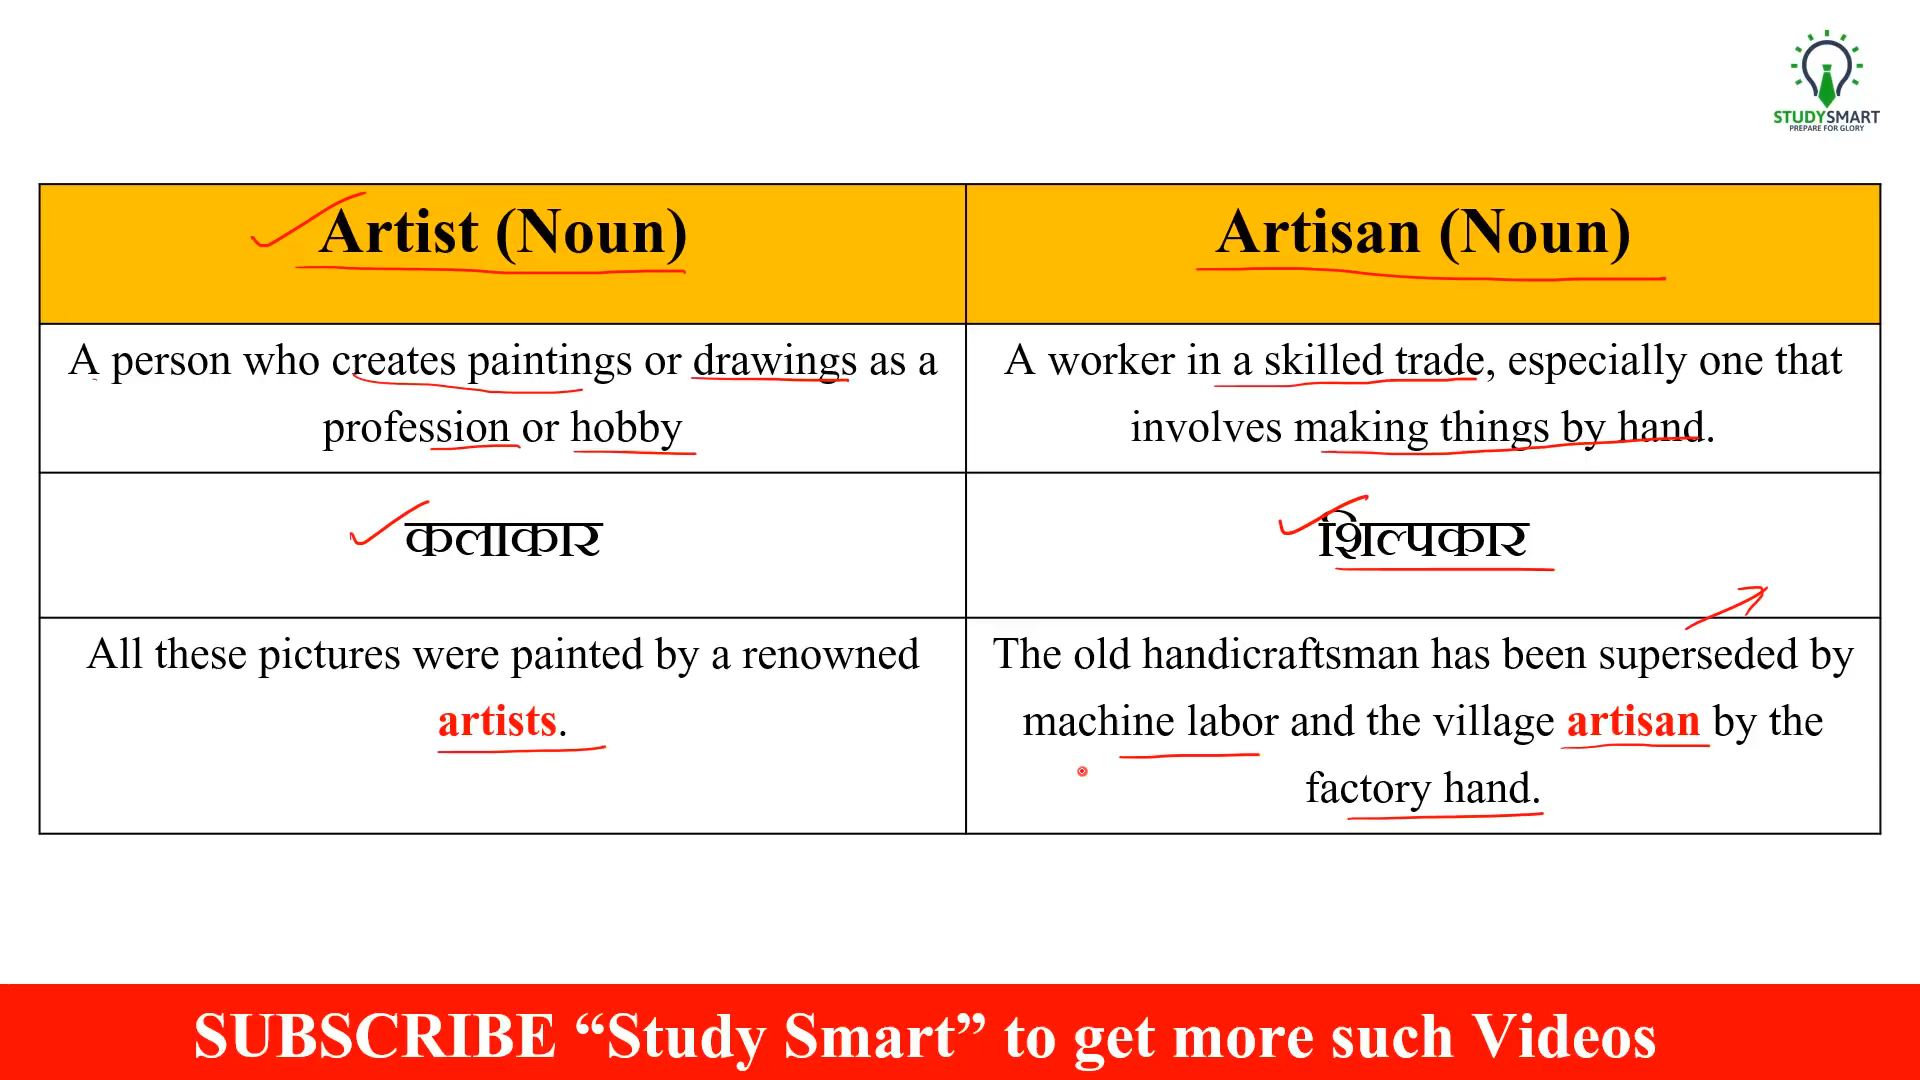 STUDYSMART
PREPARE FOR GLORY
Artist (Noun)
Artisan (Noun)
A person who creates paintings or drawings as a
profession or hobby
A worker in a skilled trade, especially one that
involves making things by hand.
कलाकार
शिल्पकार
All these pictures were painted by a renowned
artists.
The old handicraftsman has been superseded by
machine labor and the village artisan by the
factory hand.
SUBSCRIBE “Study Smart” to get more such Videos